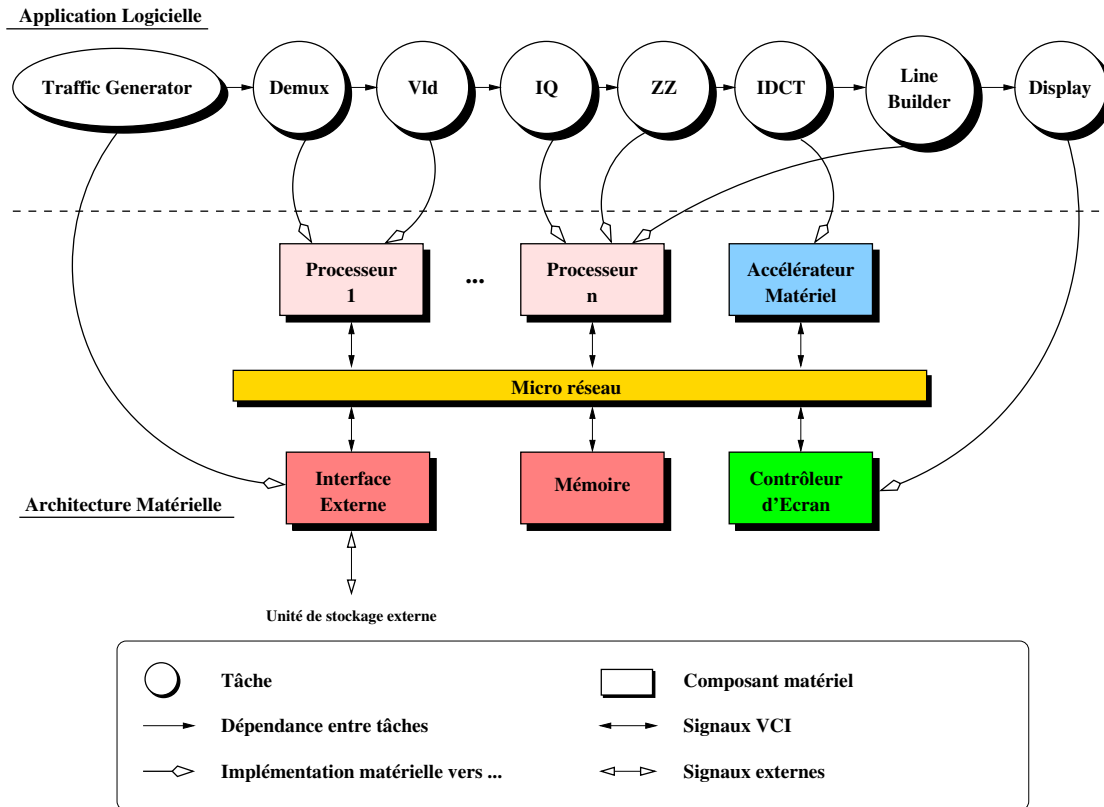 Application Logicielle
Traffic Generator
Demux
Vld
IQ
ZZ
IDCT
Line
Builder
Display
Processeur
1
...
Processeur
n
Accélérateur
Matériel
Micro réseau
Interface
Externe
Mémoire
Contrôleur
d'Ecran
Architecture Matérielle
Unité de stockage externe
Tâche
Composant matériel
Dépendance entre tâches
Signaux VCI
Implémentation matérielle vers ...
Signaux externes